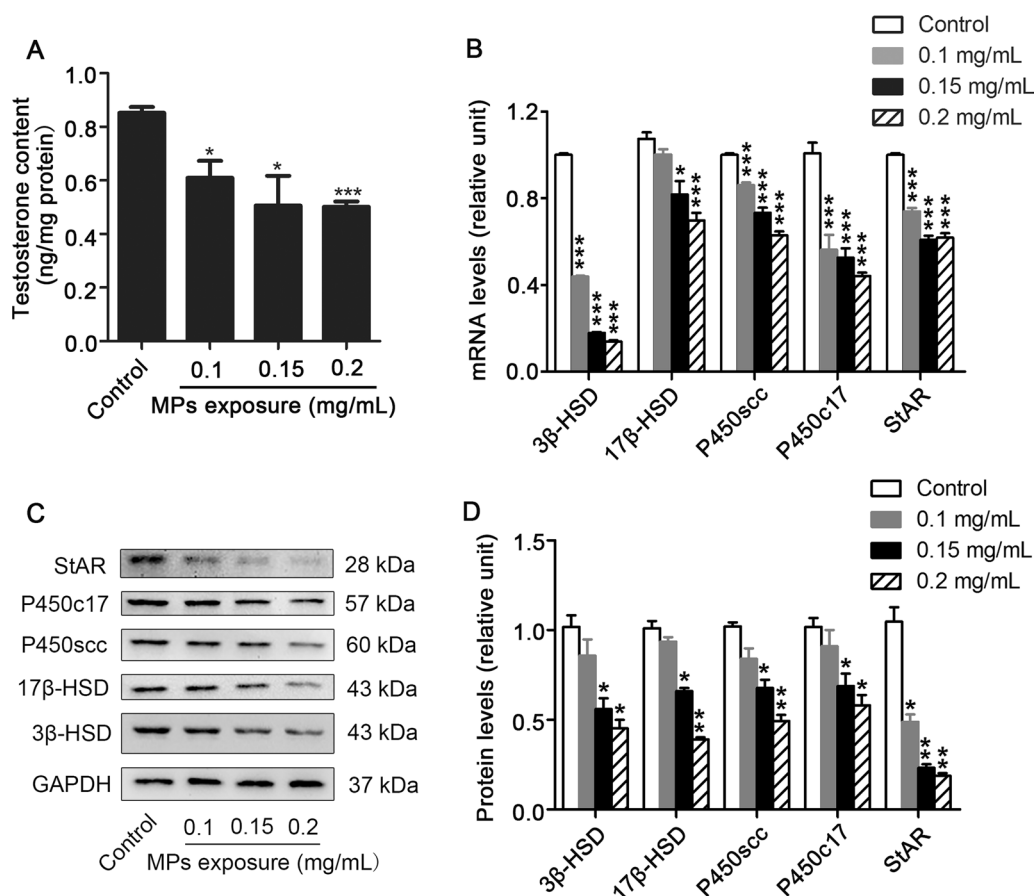 A
Testosterone content
(ng/mg protein)
1.0
0.8
0.6
0.4
0.2
0.0
*
*
***
Control
0.1
0.15
0.2
MPs exposure (mg/mL)
B
Control
0.1 mg/mL
0.15 mg/mL
0.2 mg/mL
mRNA levels (relative unit)
1.2
0.8
0.4
0.0
***
***
***
*
***
***
***
***
***
***
***
***
***
***
3β-HSD
17β-HSD
P450scc
P450c17
StAR
C
StAR
28 kDa
P450c17
57 kDa
P450scc
60 kDa
17β-HSD
43 kDa
3β-HSD
43 kDa
GAPDH
37 kDa
Control
0.1
0.15
0.2
MPs exposure (mg/mL)
D
Control
0.1 mg/mL
0.15 mg/mL
0.2 mg/mL
Protein levels (relative unit)
1.5
1.0
0.5
0.0
*
*
*
**
*
**
*
*
*
**
**
3β-HSD
17β-HSD
P450scc
P450c17
StAR